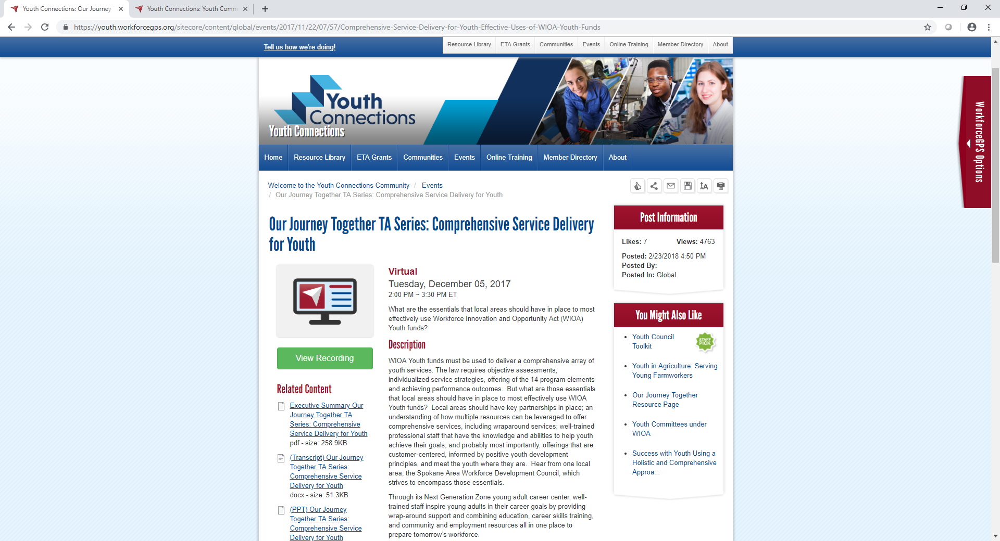 Youth Connections: Our Journey
Youth Connections: Youth Comm
https://youth.workforcegps.org/sitecore/content/global/events/2017/11/22/07/57/Comprehensive-Service-Delivery-for-Youth-Effective-Uses-of-WIOA-Youth-Funds
Tell us how we're doing!
Resource Library ETA Grants Communities Events Online Training Member Directory About
Youth
Connections
Youth Connections
Home Resource Library ETA Grants Communities Events Online Training Member Directory About
WorkforceGPS Options
Welcome to the Youth Connections Community / Events
/ Our Journey Together TA Series: Comprehensive Service Delivery for Youth
Our Journey Together TA Series: Comprehensive Service Delivery
for Youth
View Recording
Related Content
Executive Summary Our
Journey Together TA
Series: Comprehensive
Service Delivery for Youth
pdf - size: 258.9KB
(Transcript) Our Journey
Together TA Series:
Comprehensive Service
Delivery for Youth
docx - size: 51.3KB
(PPT) Our Journey
Together TA Series:
Comprehensive Service
Delivery for Youth
Virtual
Tuesday, December 05, 2017
2:00 PM ~ 3:30 PM ET
What are the essentials that local areas should have in place to most
effectively use Workforce Innovation and Opportunity Act (WIOA)
Youth funds?
Description
WIOA Youth funds must be used to deliver a comprehensive array of
youth services. The law requires objective assessments,
individualized service strategies, offering of the 14 program elements
and achieving performance outcomes.  But what are those essentials
that local areas should have in place to most effectively use WIOA
Youth funds?  Local areas should have key partnerships in place; an
understanding of how multiple resources can be leveraged to offer
comprehensive services, including wraparound services; well-trained
professional staff that have the knowledge and abilities to help youth
achieve their goals; and probably most importantly, offerings that are
customer-centered, informed by positive youth development
principles, and meet the youth where they are.  Hear from one local
area, the Spokane Area Workforce Development Council, which
strives to encompass those essentials.
Through its Next Generation Zone young adult career center, well-
trained staff inspire young adults in their career goals by providing
wrap-around support and combining education, career skills training,
and community and employment resources all in one place to
prepare tomorrow's workforce.
Post Information
Likes: 7 Views: 4763
Posted: 2/23/2018 4:50 PM
Posted By:
Posted In: Global
You Might Also Like
Youth Council
Toolkit
STAFF
PICK
Youth in Agriculture: Serving
Young Farmworkers
Our Journey Together
Resource Page
Youth Committees under
WIOA
Success with Youth Using a
Holistic and Comprehensive
Approa...